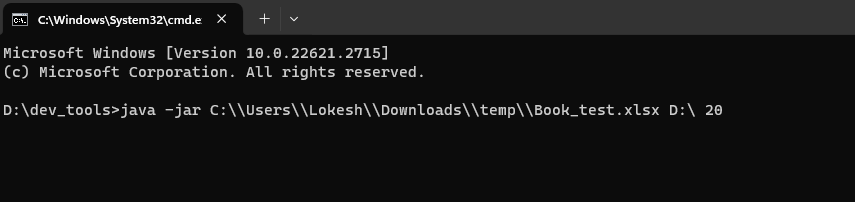 C:\Windows\System32\cmd.e
Microsoft Windows [Version 10.0.22621.2715]
(c) Microsoft Corporation. All rights reserved.
D:\dev_tools>java -jar C:\\Users\\Lokesh\\Downloads\\temp\\Book_test.xlsx D:\ 20